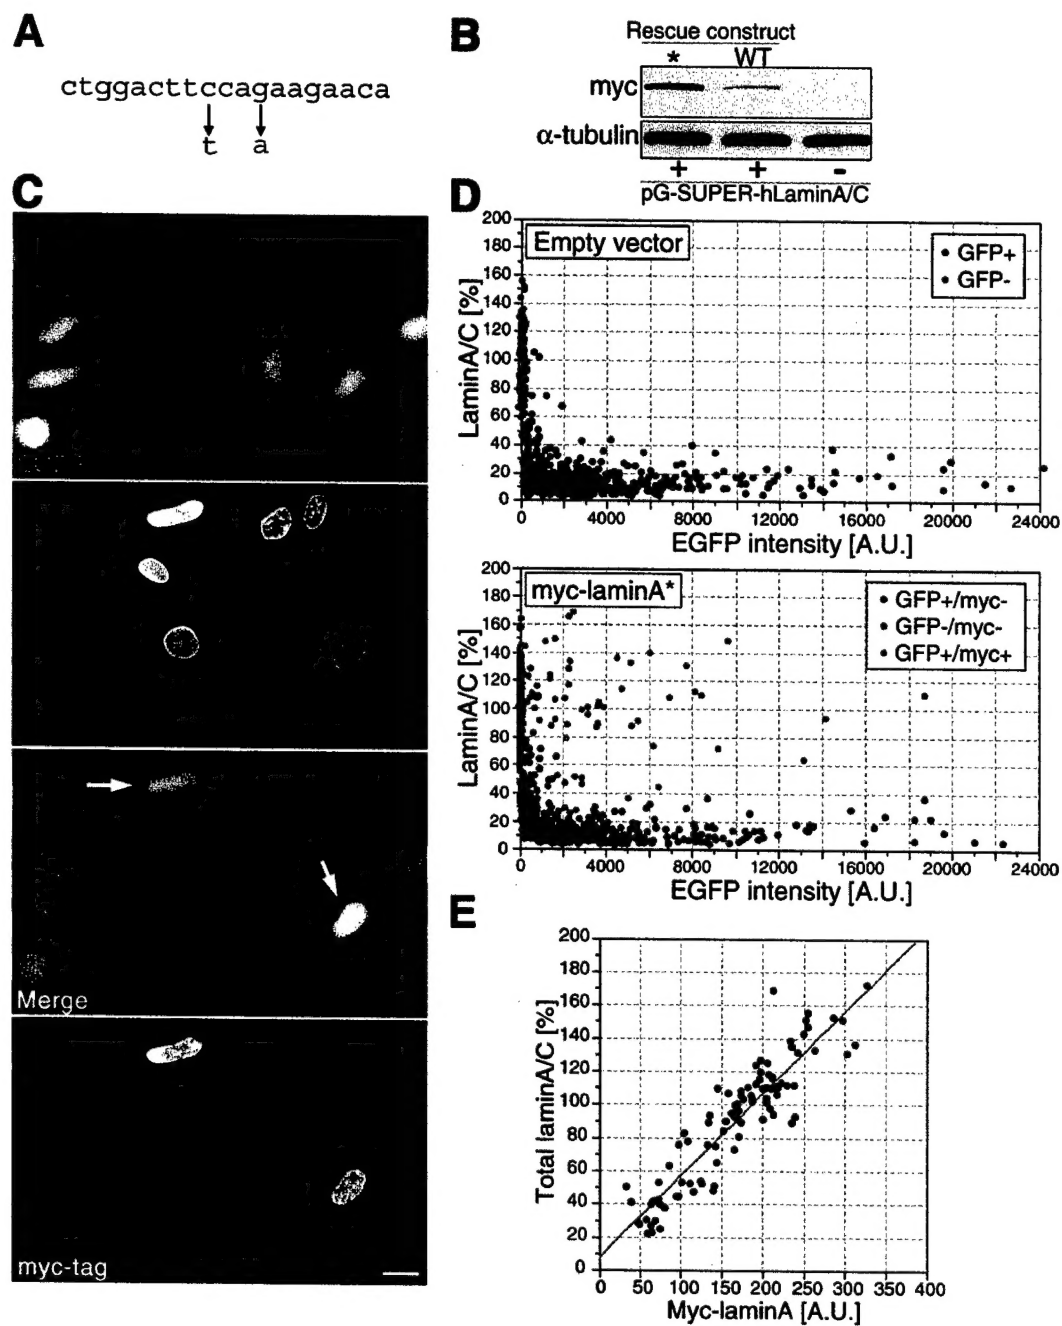 A
ctggacttccagaagaaca
t a
B
Rescue construct
* WT
myc
α-tubulin
+ + -
pG-SUPER-hLaminA/C
C
Merge
myc-tag
D
200
180
160
140
120
100
80
60
40
20
0
LaminA/C [%]
Empty vector
GFP+
GFP-
0 4000 8000 12000 16000 20000 24000
EGFP intensity [A.U.]
200
180
160
140
120
100
80
60
40
20
0
LaminA/C [%]
myc-laminA*
GFP+/myc-
GFP-/myc-
GFP+/myc+
0 4000 8000 12000 16000 20000 24000
EGFP intensity [A.U.]
E
200
180
160
140
120
100
80
60
40
20
0
Total laminA/C [%]
0 50 100 150 200 250 300 350 400
Myc-laminA [A.U.]